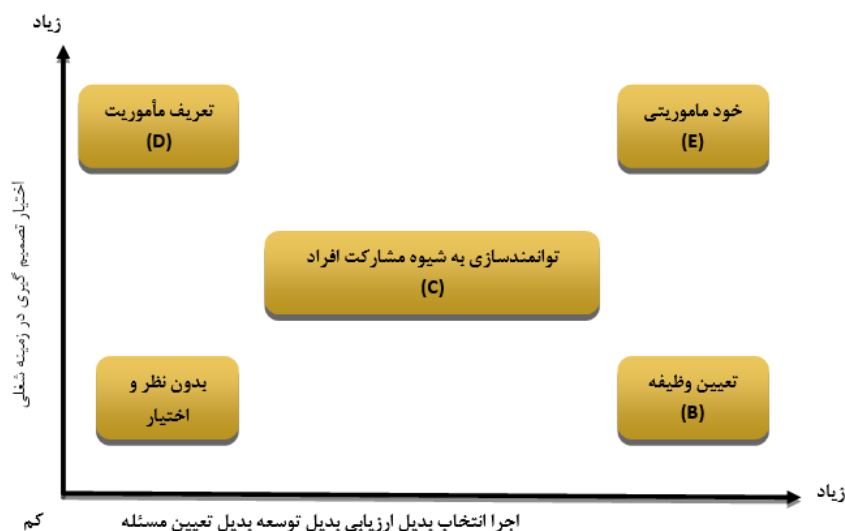 زیاد
تعریف مأموریت
(D)
خود ماموریتی
(E)
اختیار تصمیم گیری در زمینه شغلی
توانمندسازی به شیوه مشارکت افراد
(C)
بدون نظر و
اختیار
تعیین وظیفه
(B)
زیاد
کم
اجرا انتخاب بدیل ارزیابی بدیل توسعه بدیل تعیین مسئله